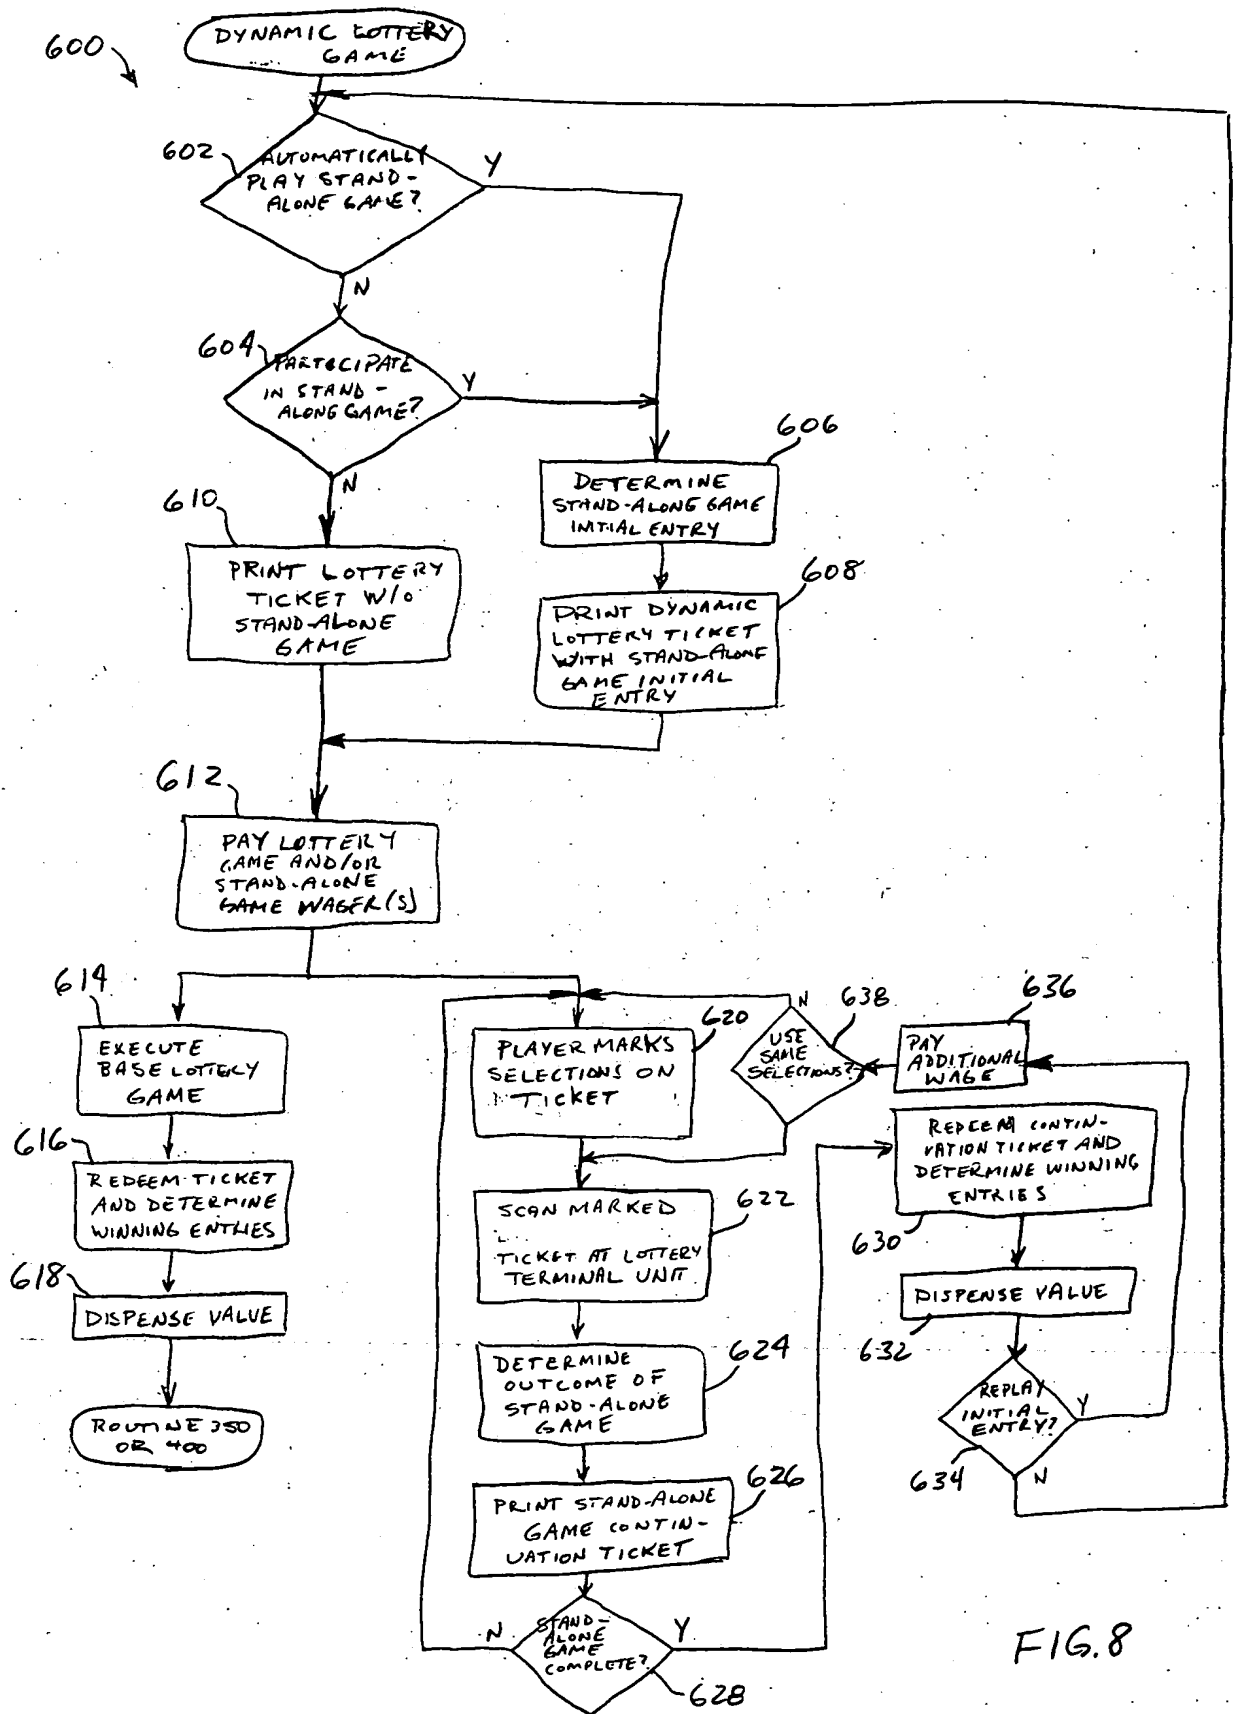 600
DYNAMIC LOTTERY
GAME
602
AUTOMATICALLY
PLAY STAND-
ALONE GAME?
Y
N
604
PARTICIPATE
IN STAND-
ALONG GAME?
Y
N
606
DETERMINE
STAND-ALONE GAME
INITIAL ENTRY
608
PRINT DYNAMIC
LOTTERY TICKET
WITH STAND-ALONE
GAME INITIAL
ENTRY
610
PRINT LOTTERY
TICKET W/O
STAND-ALONE
GAME
612
PAY LOTTERY
GAME AND/OR
STAND-ALONE
GAME WAGER(S)
614
EXECUTE
BASE LOTTERY
GAME
616
REDEEM TICKET
AND DETERMINE
WINNING ENTRIES
618
DISPENSE VALUE
ROUTINE 350
OR 400
620
PLAYER MARKS
SELECTIONS ON
TICKET
622
SCAN MARKED
TICKET AT LOTTERY
TERMINAL UNIT
624
DETERMINE
OUTCOME OF
STAND-ALONE
GAME
626
PRINT STAND-ALONE
GAME CONTIN-
UATION TICKET
N
STAND-
ALONE
GAME
COMPLETE?
Y
628
N
638
USE
SAME
SELECTIONS?
636
PAY
ADDITIONAL
WAGE
REDEEM CONTIN-
UATION TICKET AND
DETERMINE WINNING
ENTRIES
630
DISPENSE VALUE
632
REPLAY
INITIAL
ENTRY?
Y
634
N
FIG. 8